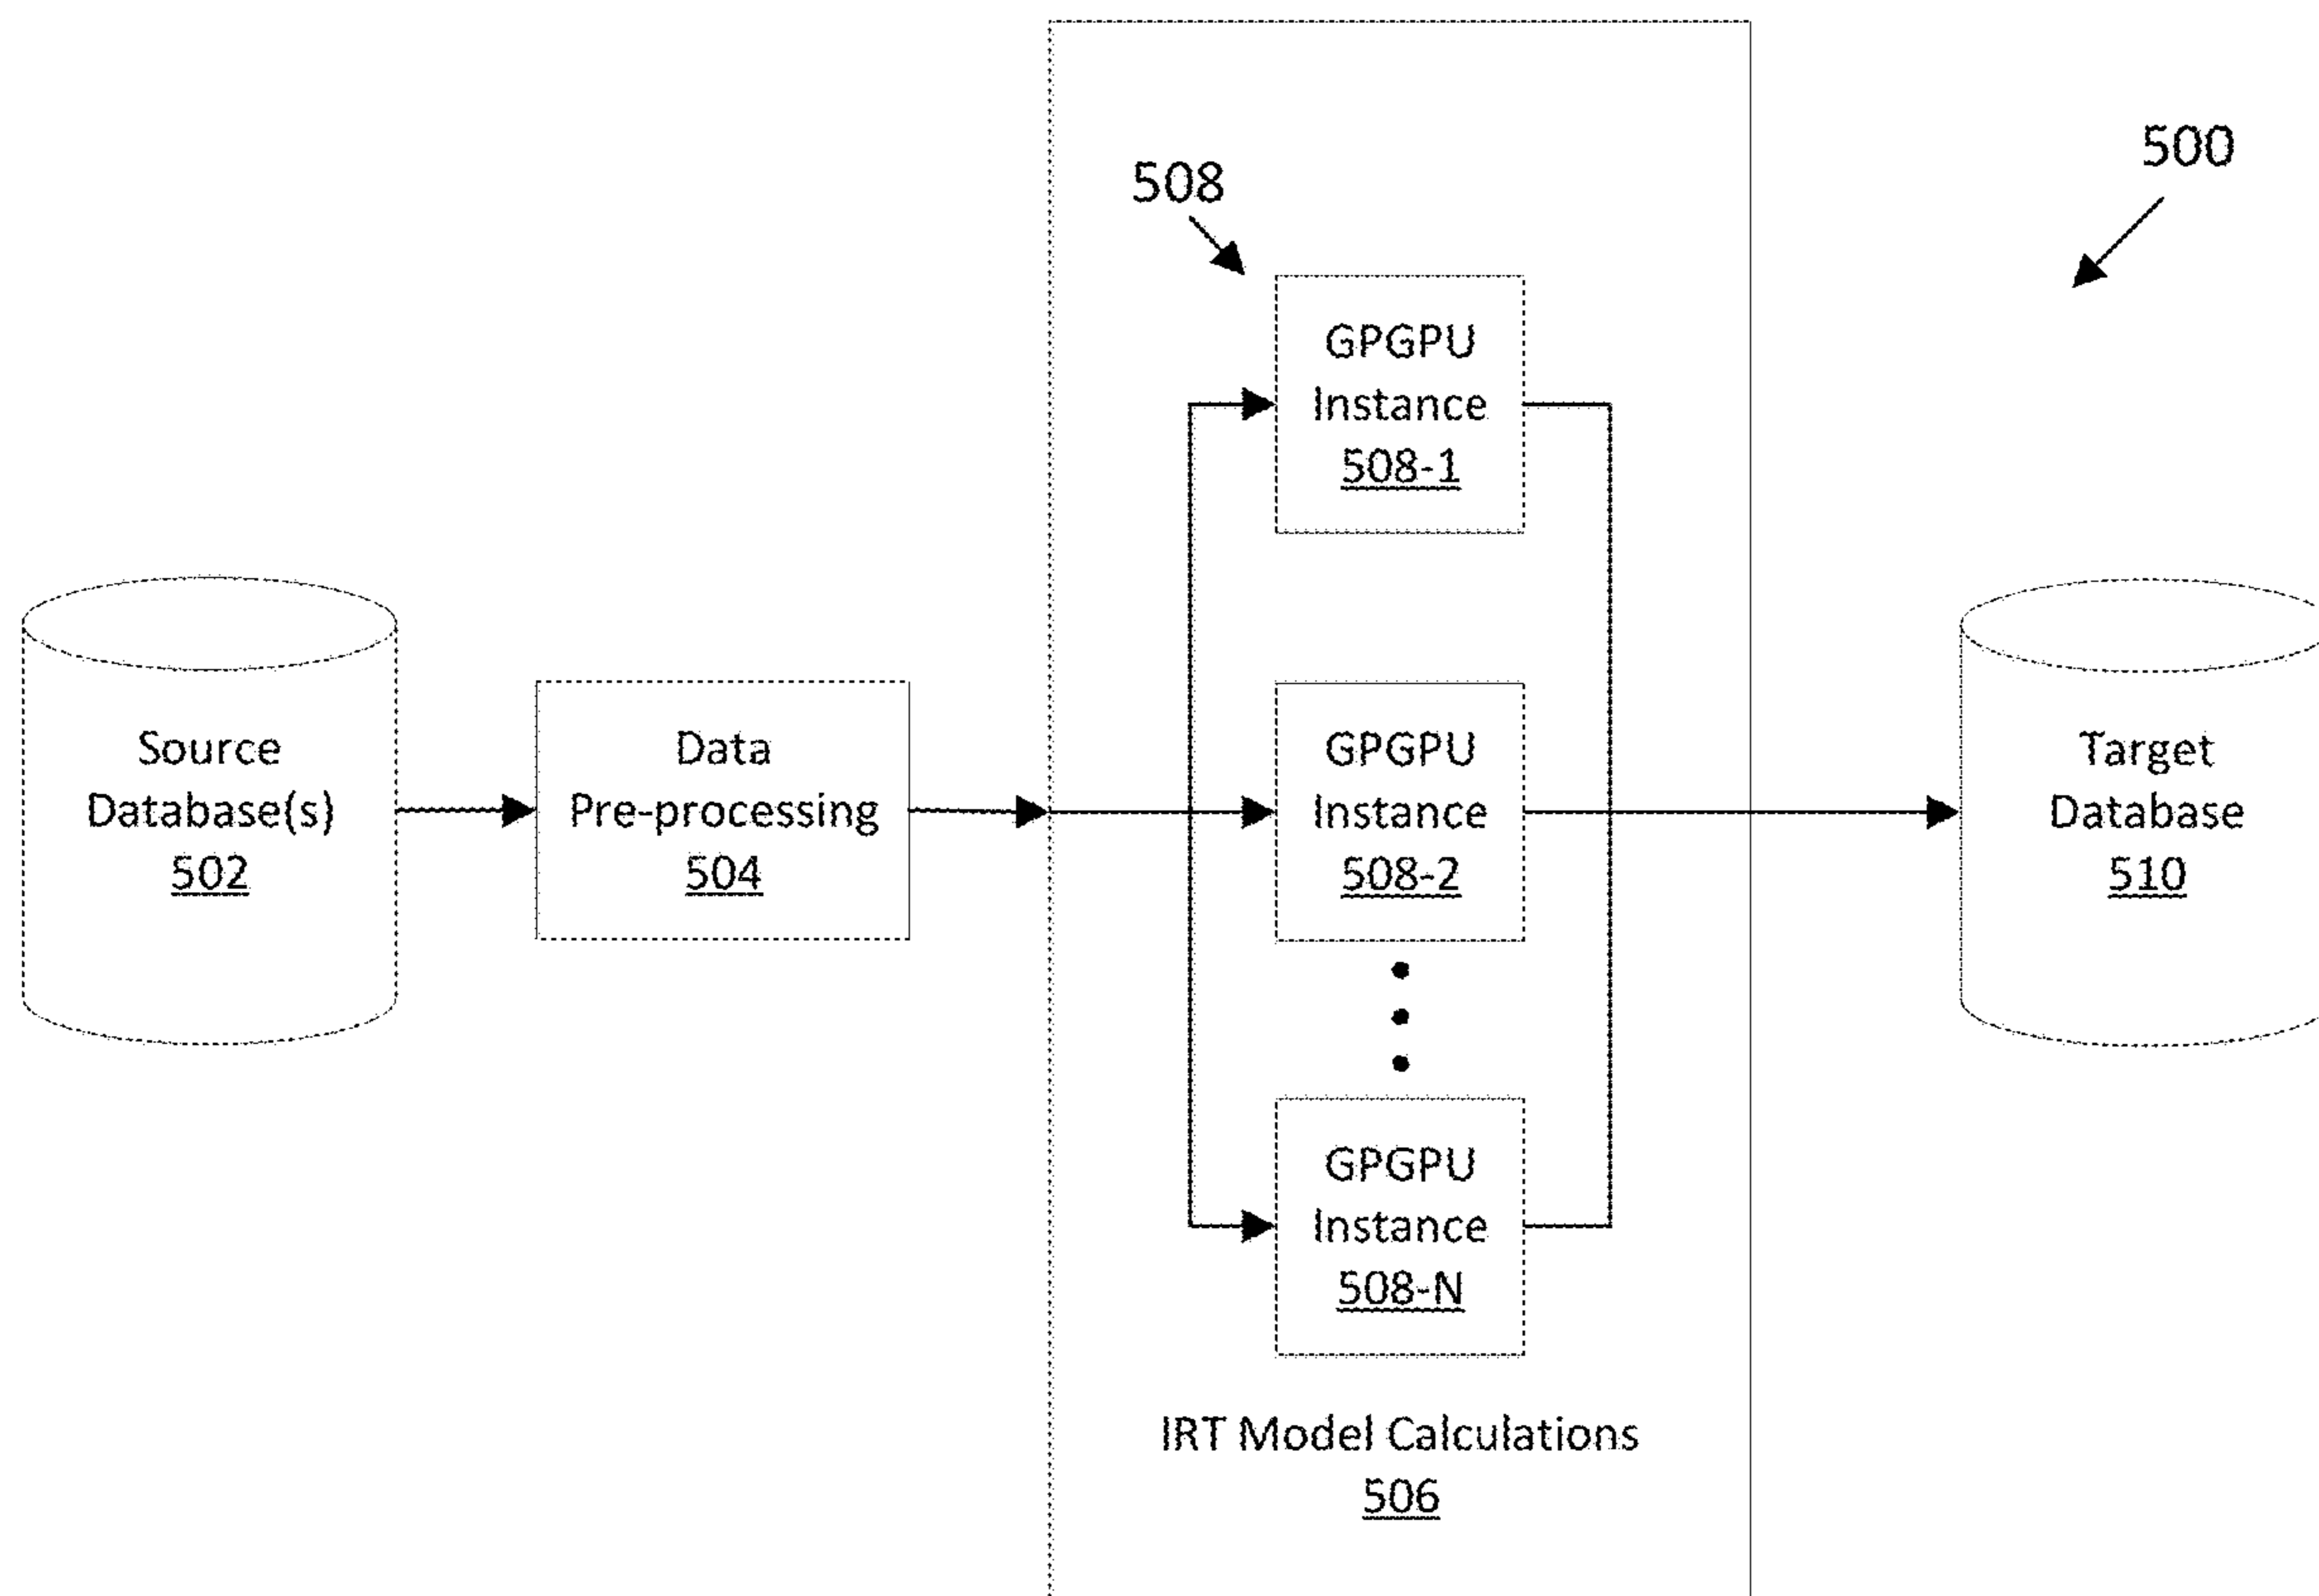 500
508
GPGPU
Instance
508-1
Source
Database(s)
502
Data
Pre-processing
504
GPGPU
Instance
508-2
Target
Database
510
GPGPU
Instance
508-N
IRT Model Calculations
506